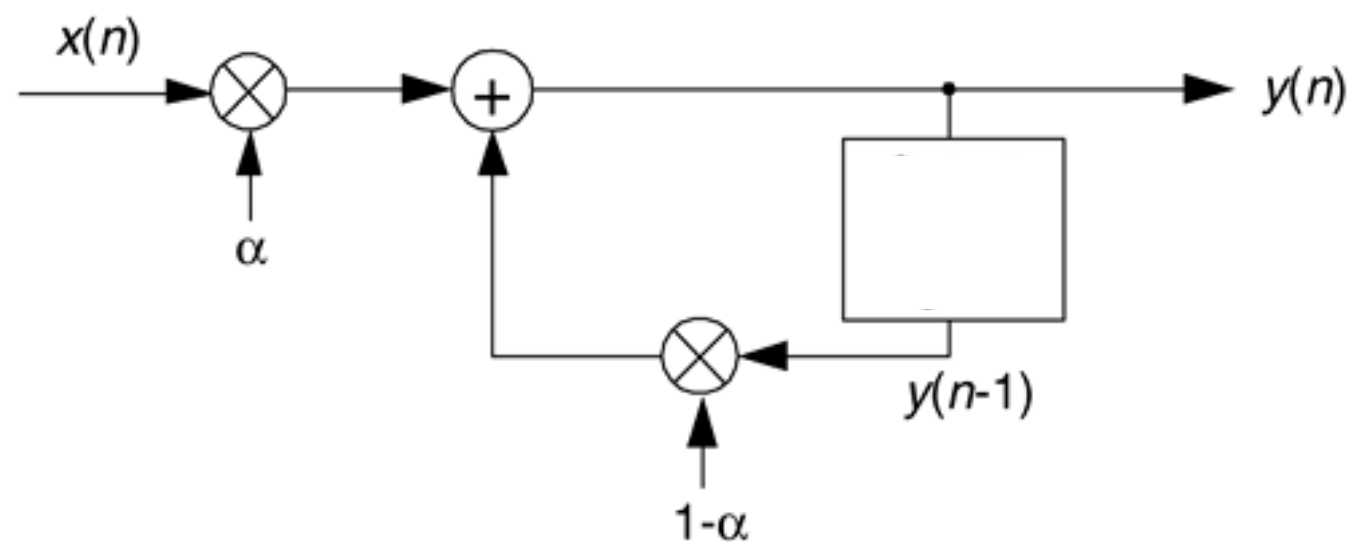 x(n)
+
y(n)
α
y(n-1)
1-α